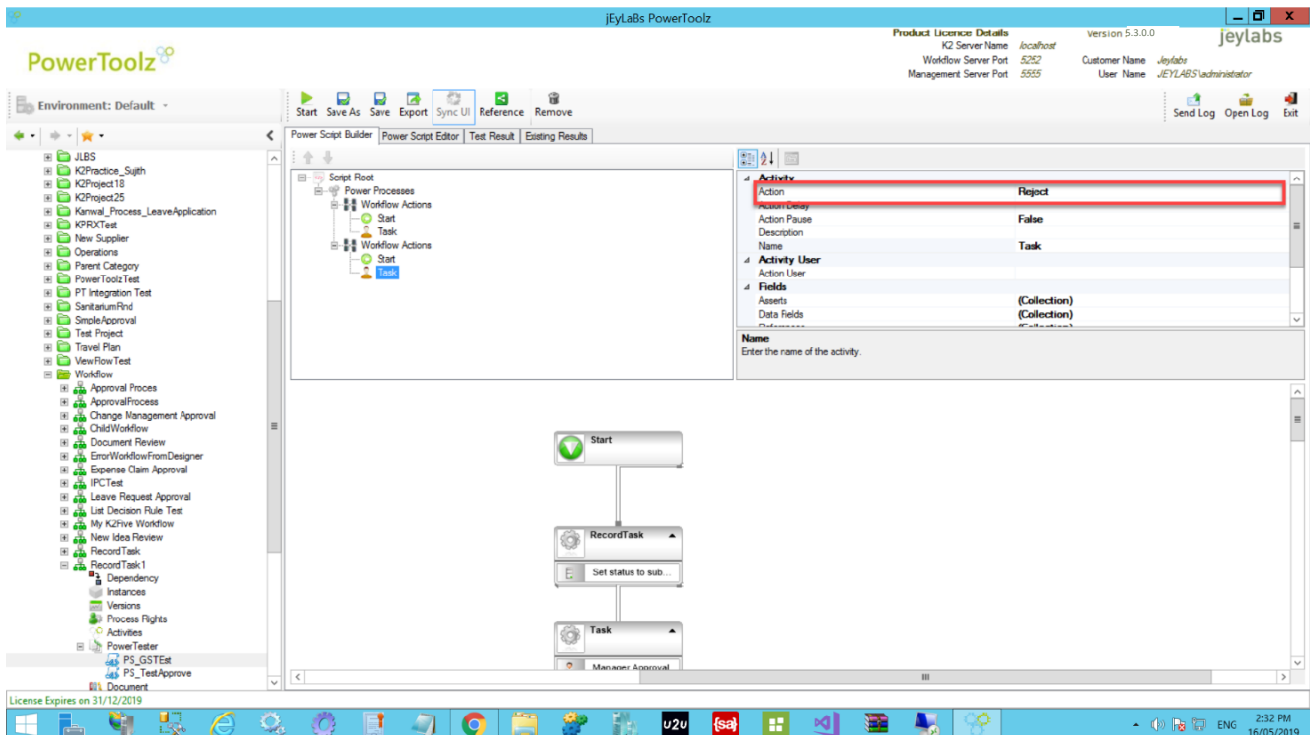 jEyLaBs PowerToolz
PowerToolz
Product Licence Details
Version 5.3.0.0
jeylabs
K2 Server Name localhost
Workflow Server Port 5252 Customer Name Jeylabs
Management Server Port 5555 User Name JEYLABS\administrator
Environment: Default
Start Save As Save Export Sync UI Reference Remove
Send Log Open Log Exit
Power Script Builder Power Script Editor Test Result Existing Results
JLBS
K2Practice_Sujith
K2Project18
K2Project25
Kanwal_Process_LeaveApplication
KPRXTest
New Supplier
Operations
Parent Category
PowerToolzTest
PT Integration Test
SanitariumRnd
SimpleApproval
Test Project
Travel Plan
ViewFlowTest
Workflow
Approval Proces
ApprovalProcess
Change Management Approval
ChildWorkflow
Document Review
ErrorWorkflowFromDesigner
Expense Claim Approval
IPCTest
Leave Request Approval
List Decision Rule Test
My K2Five Workflow
New Idea Review
RecordTask
RecordTask1
Dependency
Instances
Versions
Process Rights
Activities
PowerTester
PS_GSTEst
PS_TestApprove
Document
Script Root
Power Processes
Workflow Actions
Start
Task
Workflow Actions
Start
Task
Activity
Action Reject
Action Delay
Action Pause False
Description
Name Task
Activity User
Action User
Fields
Asserts (Collection)
Data Fields (Collection)
References (Collection)
Name
Enter the name of the activity.
Start
RecordTask
Set status to sub...
Task
Manager Approval
License Expires on 31/12/2019
u2u
{sa}
ENG
2:32 PM
16/05/2019